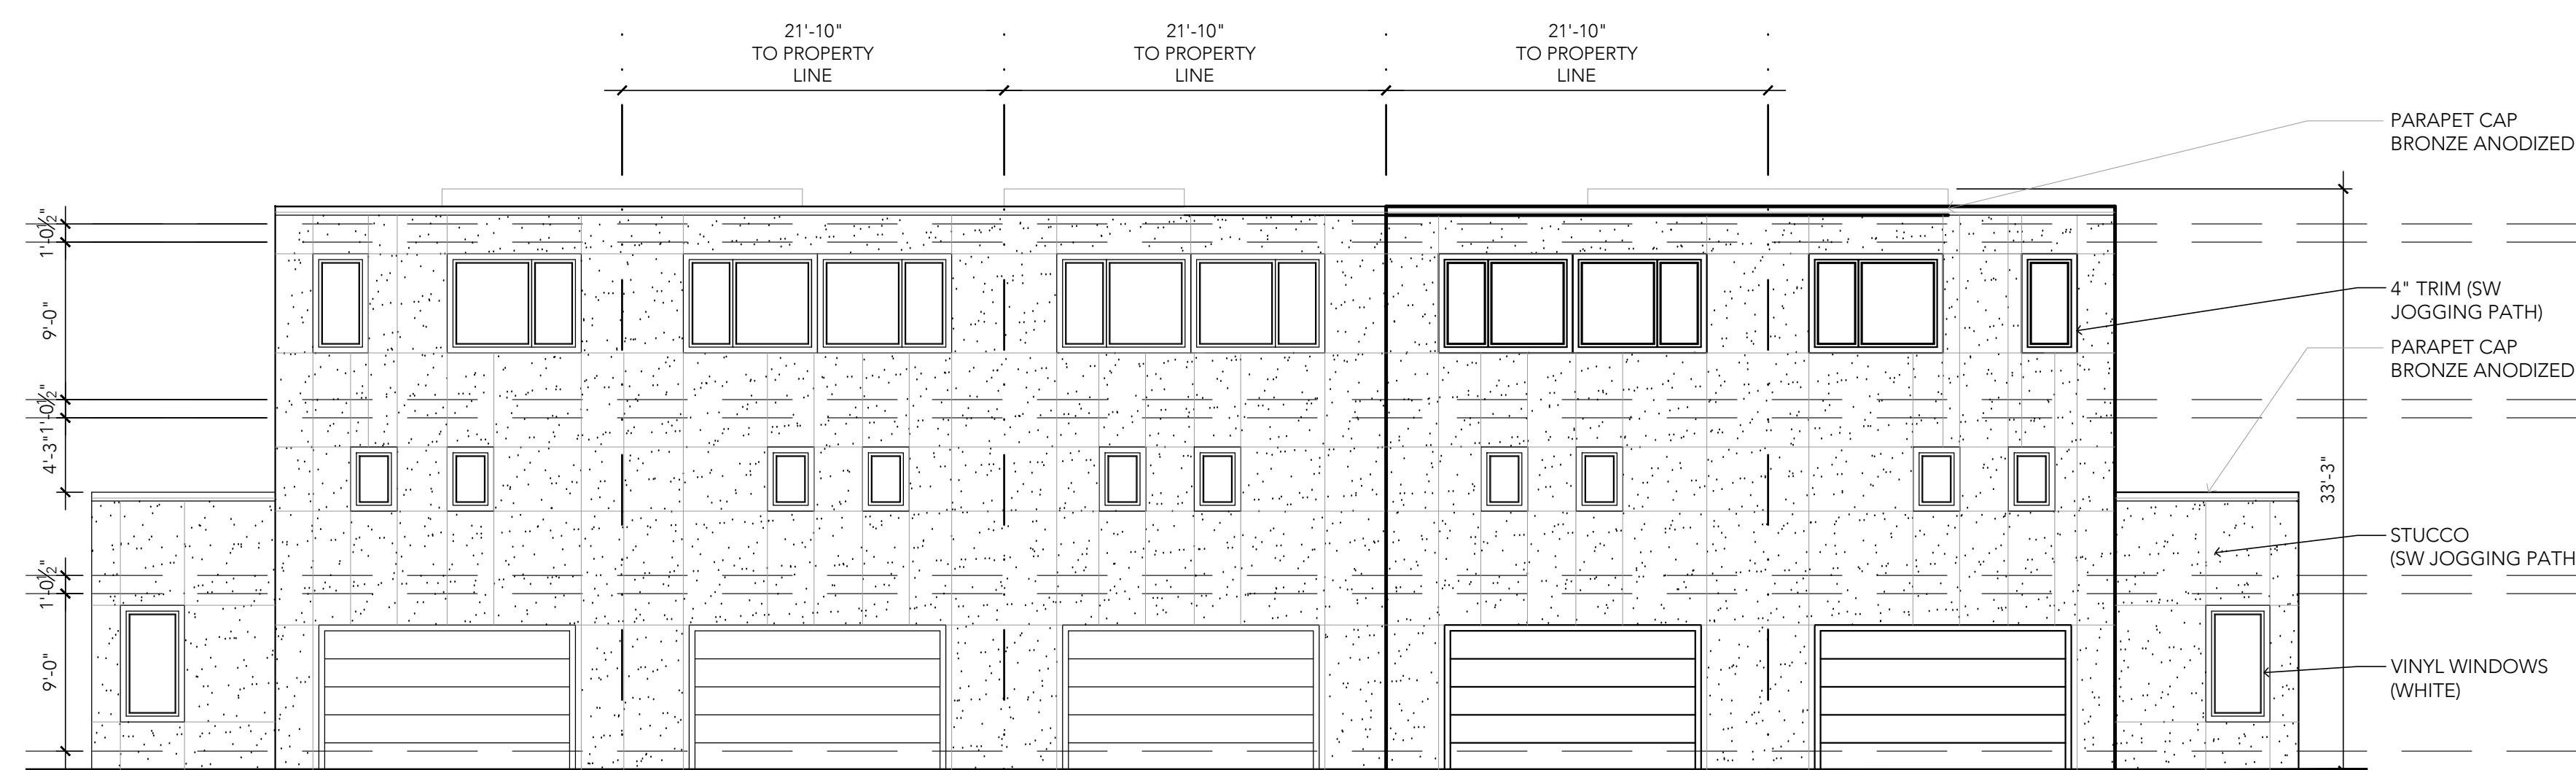 21'-10"
TO PROPERTY
LINE
21'-10"
TO PROPERTY
LINE
21'-10"
TO PROPERTY
LINE
PARAPET CAP
BRONZE ANODIZED
4" TRIM (SW
JOGGING PATH)
PARAPET CAP
BRONZE ANODIZED
STUCCO
(SW JOGGING PATH
VINYL WINDOWS
(WHITE)
33'-3"
1'-0½"
9'-0"
1'-0½"
4'-3"
1'-0½"
9'-0"